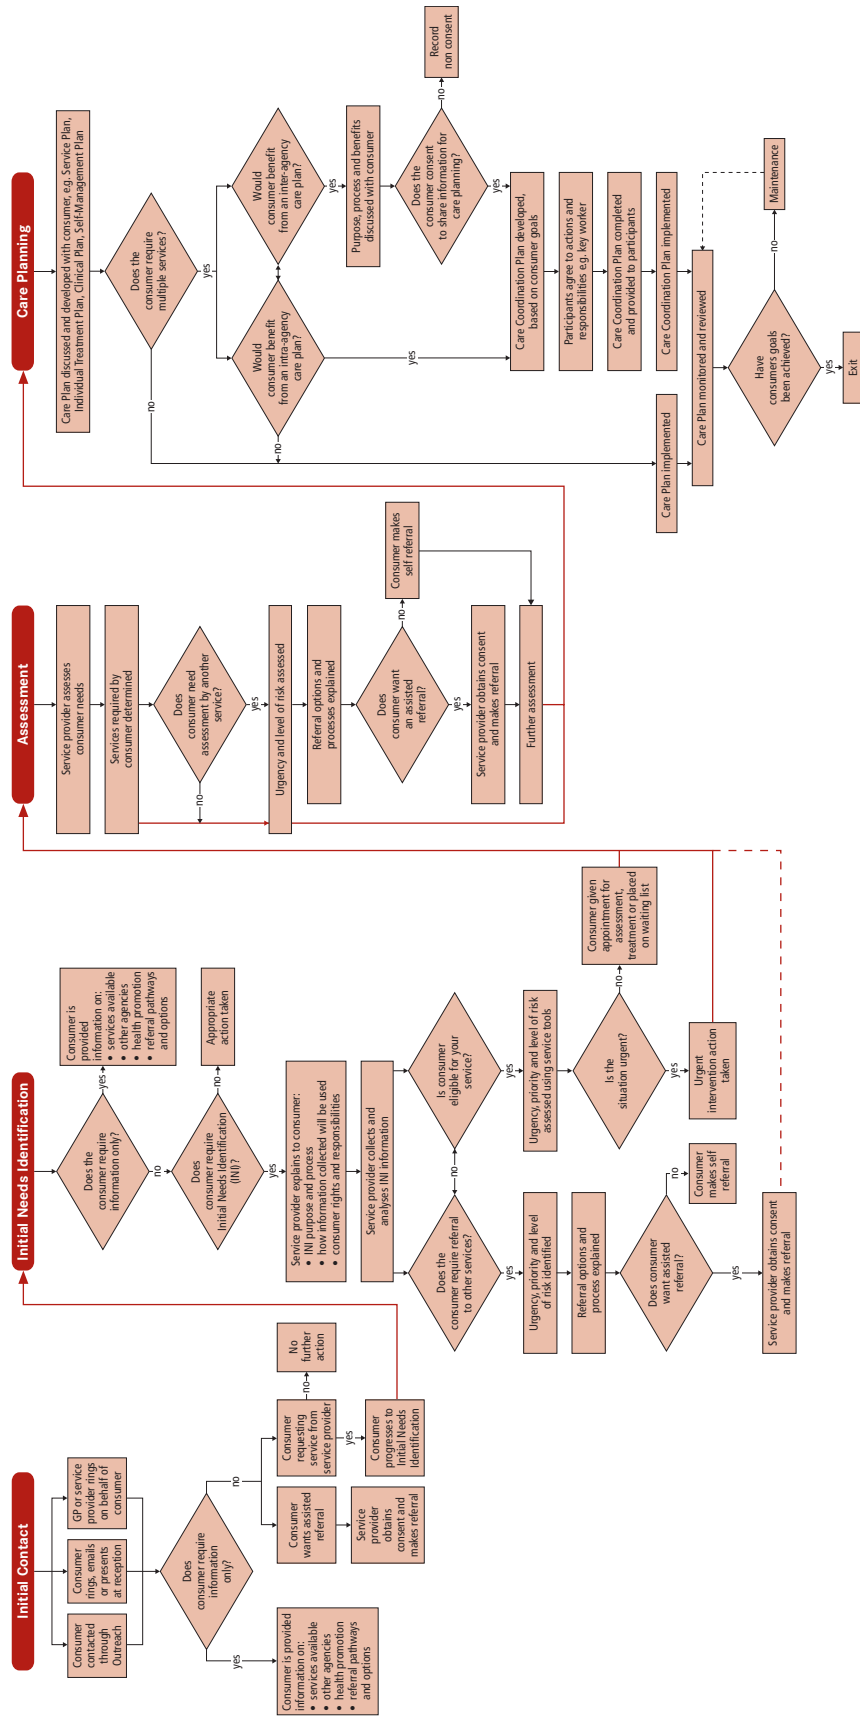 Initial Contact
Consumer
contacted
through
Outreach
Consumer
rings, emails
or presents
at reception
GP or service
provider rings
on behalf of
consumer
Does
consumer require
information
only?
yes
no
Consumer is provided
information on:
• services available
• other agencies
• health promotion
• referral pathways
and options
Consumer
wants assisted
referral
Service
provider
obtains
consent and
makes referral
Consumer
requesting
service from
service provider
no
No
further
action
yes
Consumer
progresses to
Initial Needs
Identification
Initial Needs Identification
Does the
consumer require
information only?
yes
Consumer is
provided
information on:
• services available
• other agencies
• health promotion
• referral pathways
and options
no
Does
consumer require
Initial Needs Identification
(INI)?
no
Appropriate
action taken
yes
Service provider explains to consumer:
• INI purpose and process
• how information collected will be used
• consumer rights and responsibilities
Service provider collects and
analyses INI information
Does the
consumer require referral
to other services?
no
Is consumer
eligible for your
service?
yes
Urgency, priority and level
of risk identified
Referral options and
process explained
Does consumer
want assisted
referral?
no
Consumer
makes self
referral
yes
Service provider obtains consent
and makes referral
yes
Urgency, priority and level of risk
assessed using service tools
Is the
situation urgent?
no
Consumer given
appointment for
assessment,
treatment or placed
on waiting list
yes
Urgent
intervention action
taken
Assessment
Service provider assesses
consumer needs
Services required by
consumer determined
Does
consumer need
assessment by another
service?
no
yes
Urgency and level of risk assessed
Referral options and
processes explained
Does
consumer want
an assisted
referral?
no
Consumer makes
self referral
yes
Service provider obtains consent
and makes referral
Further assessment
Care Planning
Care Plan discussed and developed with consumer, e.g. Service Plan,
Individual Treatment Plan, Clinical Plan, Self-Management Plan
Does the
consumer require
multiple services?
no
yes
Would
consumer benefit
from an intra-agency
care plan?
Would
consumer benefit
from an inter-agency
care plan?
no
yes
yes
Purpose, process and benefits
discussed with consumer
Does the
consumer consent
to share information for
care planning?
no
Record
non consent
yes
Care Coordination Plan developed,
based on consumer goals
Participants agree to actions and
responsibilities e.g. key worker
Care Coordination Plan completed
and provided to participants
Care Plan implemented
Care Coordination Plan implemented
Care Plan monitored and reviewed
Have
consumers goals
been achieved?
no
Maintenance
yes
Exit